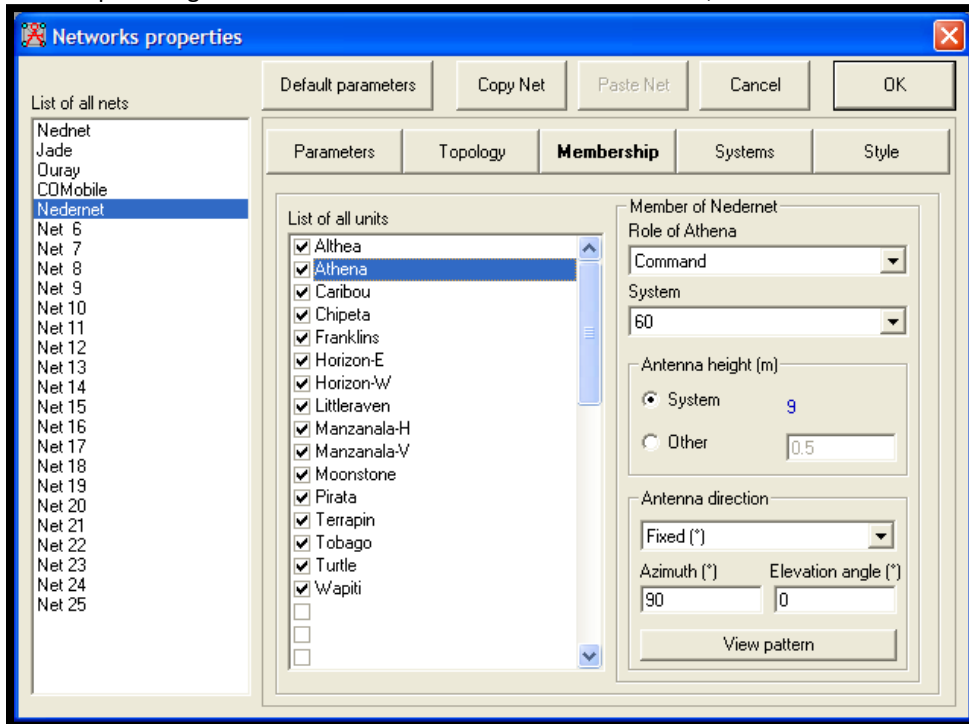 Networks properties
Default parameters
Copy Net
Paste Net
Cancel
OK
List of all nets
Nednet
Jade
Ouray
COMobile
Nedernet
Net 6
Net 7
Net 8
Net 9
Net 10
Net 11
Net 12
Net 13
Net 14
Net 15
Net 16
Net 17
Net 18
Net 19
Net 20
Net 21
Net 22
Net 23
Net 24
Net 25
Parameters
Topology
Membership
Systems
Style
List of all units
Althea
Athena
Caribou
Chipeta
Franklins
Horizon-E
Horizon-W
Littleraven
Manzanala-H
Manzanala-V
Moonstone
Pirata
Terrapin
Tobago
Turtle
Wapiti
Member of Nedernet
Role of Athena
Command
System
60
Antenna height (m)
System 9
Other 0.5
Antenna direction
Fixed (°)
Azimuth (°) Elevation angle (°)
90 0
View pattern